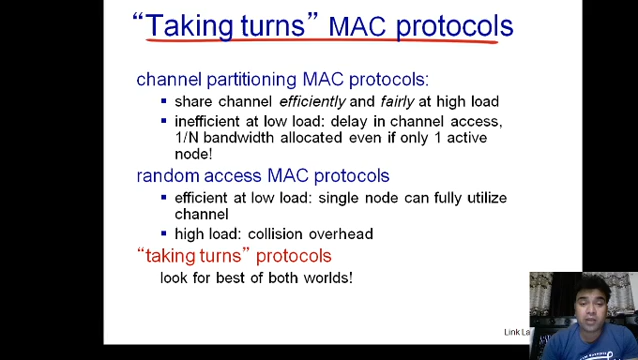 “Taking turns” MAC protocols
channel partitioning MAC protocols:
▪ share channel efficiently and fairly at high load
▪ inefficient at low load: delay in channel access,
1/N bandwidth allocated even if only 1 active
node!
random access MAC protocols
▪ efficient at low load: single node can fully utilize
channel
▪ high load: collision overhead
“taking turns” protocols
look for best of both worlds!
Link